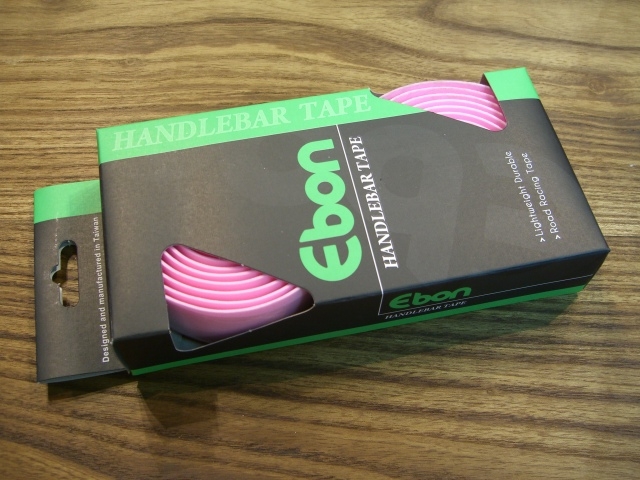 HANDLEBAR TAPE
Ebon
HANDLEBAR TAPE
>Lightweight Durable
>Road Racing Tape
Ebon
HANDLEBAR TAPE
Designed and manufactured in Taiwan